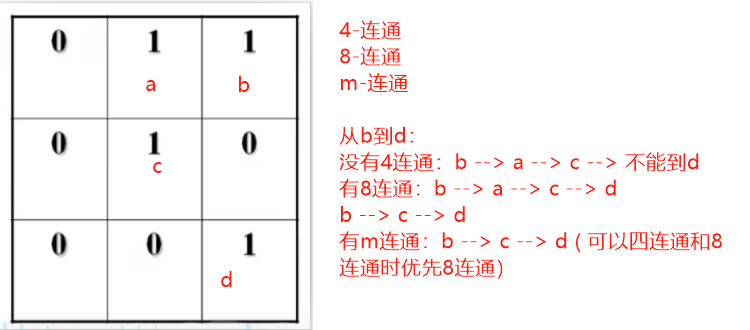 0 1 1
a b
0 1 0
c
0 0 1
d
4-连通
8-连通
m-连通
从b到d：
没有4连通：b --> a --> c --> 不能到d
有8连通：b --> a --> c --> d
b --> c --> d
有m连通：b --> c --> d ( 可以四连通和8
连通时优先8连通)